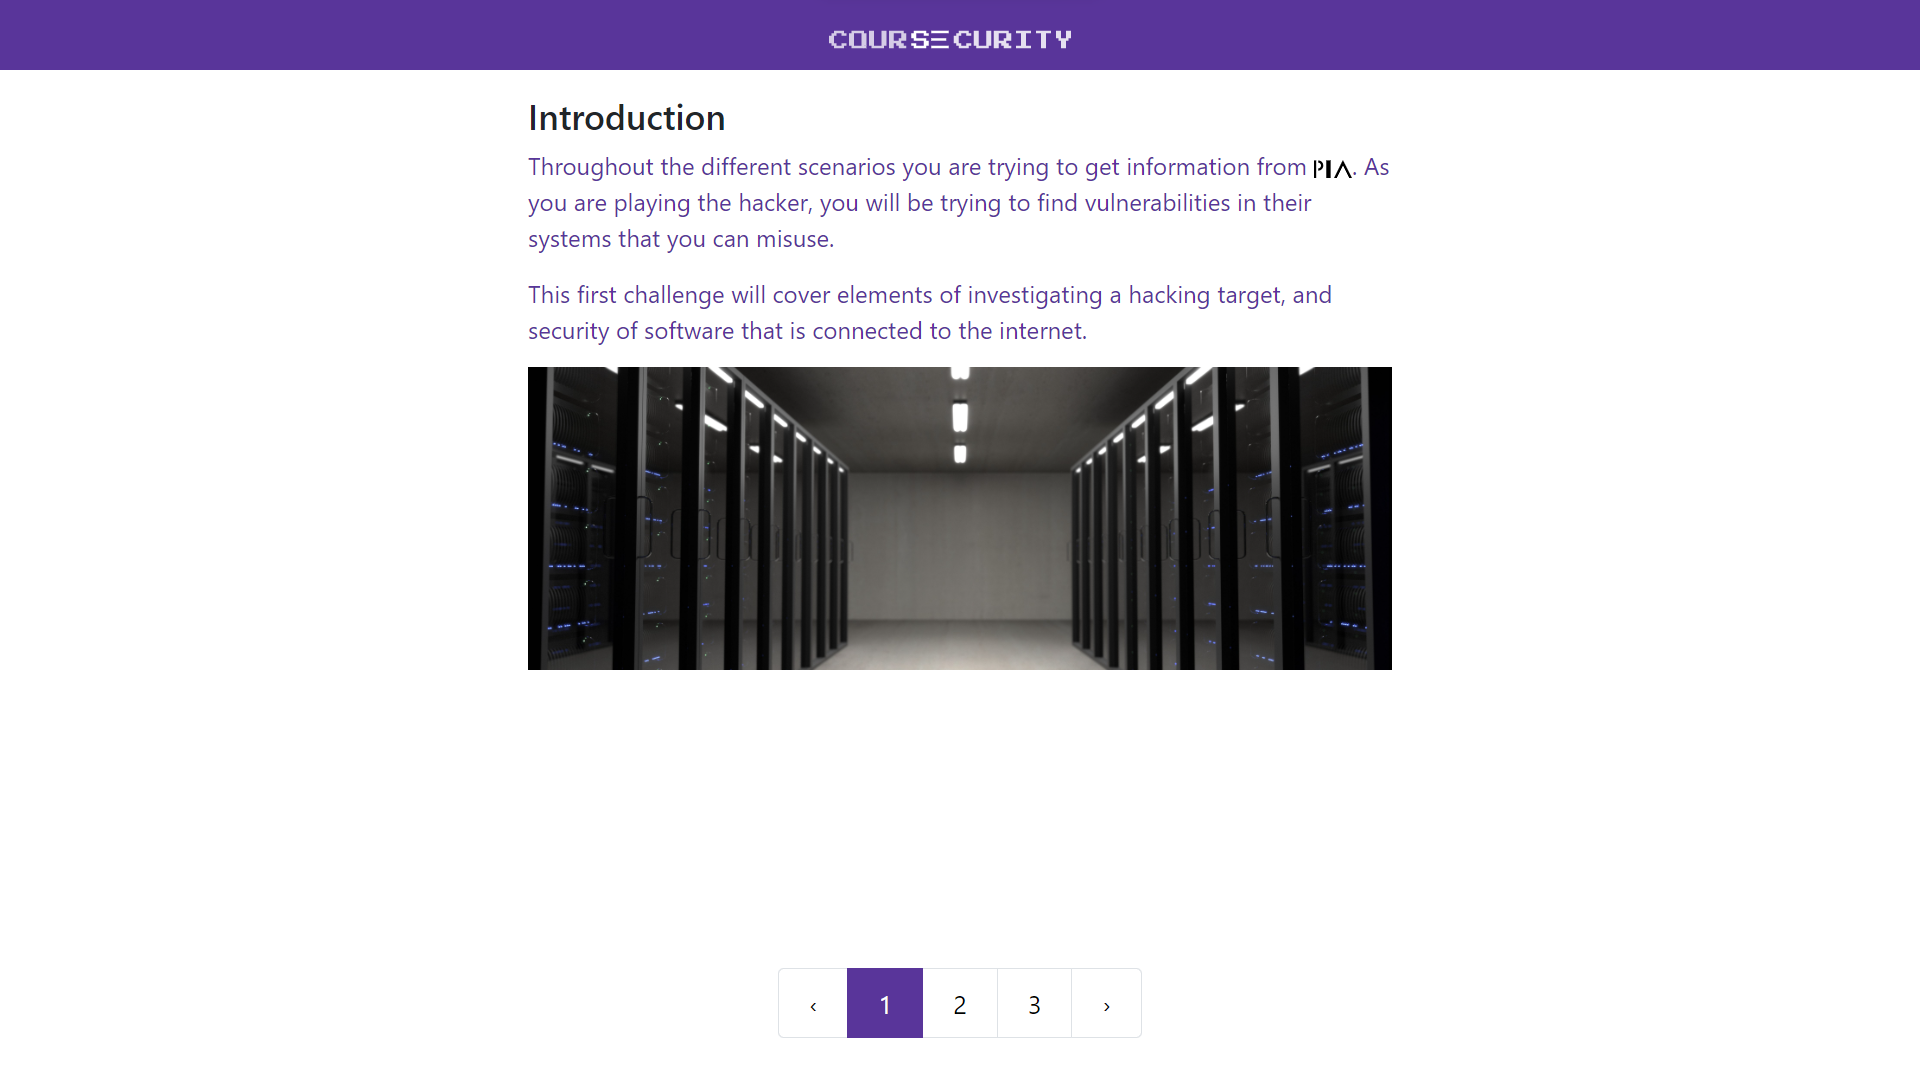 COURSECURITY
Introduction
Throughout the different scenarios you are trying to get information from PIA. As
you are playing the hacker, you will be trying to find vulnerabilities in their
systems that you can misuse.
This first challenge will cover elements of investigating a hacking target, and
security of software that is connected to the internet.
‹ 1 2 3 ›